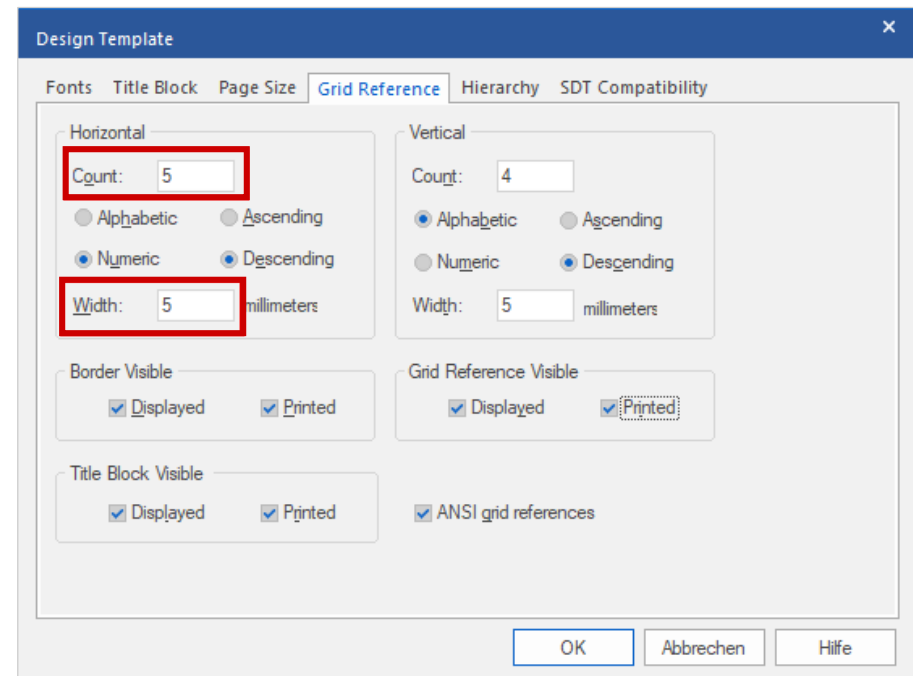 Design Template
Fonts Title Block Page Size Grid Reference Hierarchy SDT Compatibility
Horizontal
Count: 5
Alphabetic Ascending
Numeric Descending
Width: 5 millimeters
Vertical
Count: 4
Alphabetic Ascending
Numeric Descending
Width: 5 millimeters
Border Visible
Displayed Printed
Grid Reference Visible
Displayed Printed
Title Block Visible
Displayed Printed
ANSI grid references
OK Abbrechen Hilfe